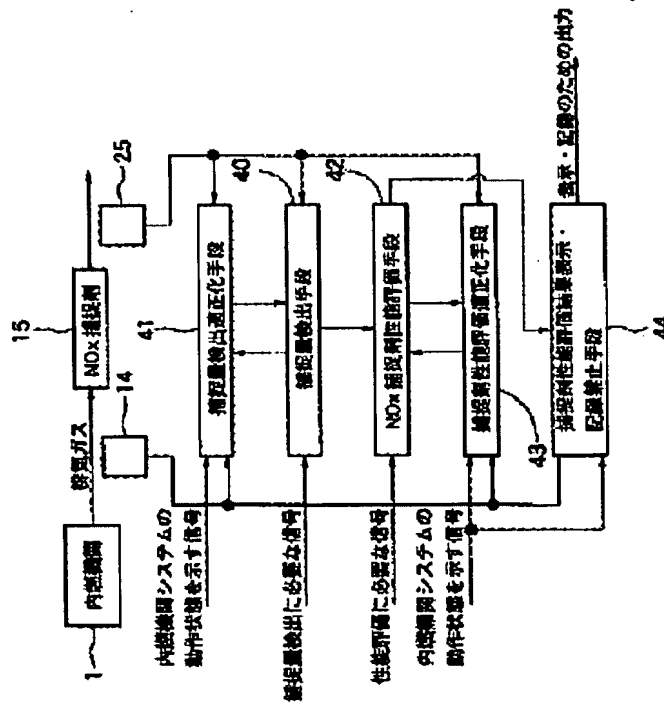 1
内燃機関
排気ガス
15
NOx 捕捉剤
14
25
内燃機関システムの
動作状態を示す信号
41
捕捉量検出適正化手段
捕捉量検出に必要な信号
40
捕捉量検出手段
性能評価に必要な信号
42
NOx 捕捉剤性能評価手段
内燃機関システムの
動作状態を示す信号
43
捕捉剤性能評価適正化手段
捕捉剤性能評価結果表示・
記録禁止手段
44
表示・記録のための出力